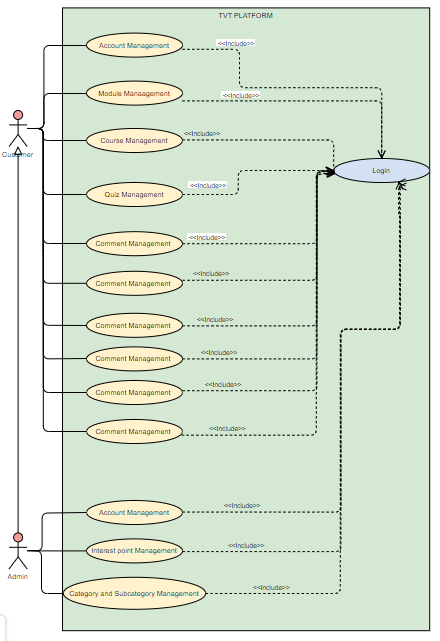 TVT PLATFORM
Account Management
<<Include>>
Module Manaagement
<<Include>>
Customer
Course Management
<<Include>>
Login
Quiz Management
<<Include>>
Comment Management
<<Include>>
Comment Management
<<Include>>
Comment Management
<<Include>>
Comment Management
<<Include>>
Comment Management
<<Include>>
Comment Management
<<Include>>
Account Management
<<Include>>
Interest point Management
<<Include>>
Admin
Category and Subcategory Management
<<Include>>